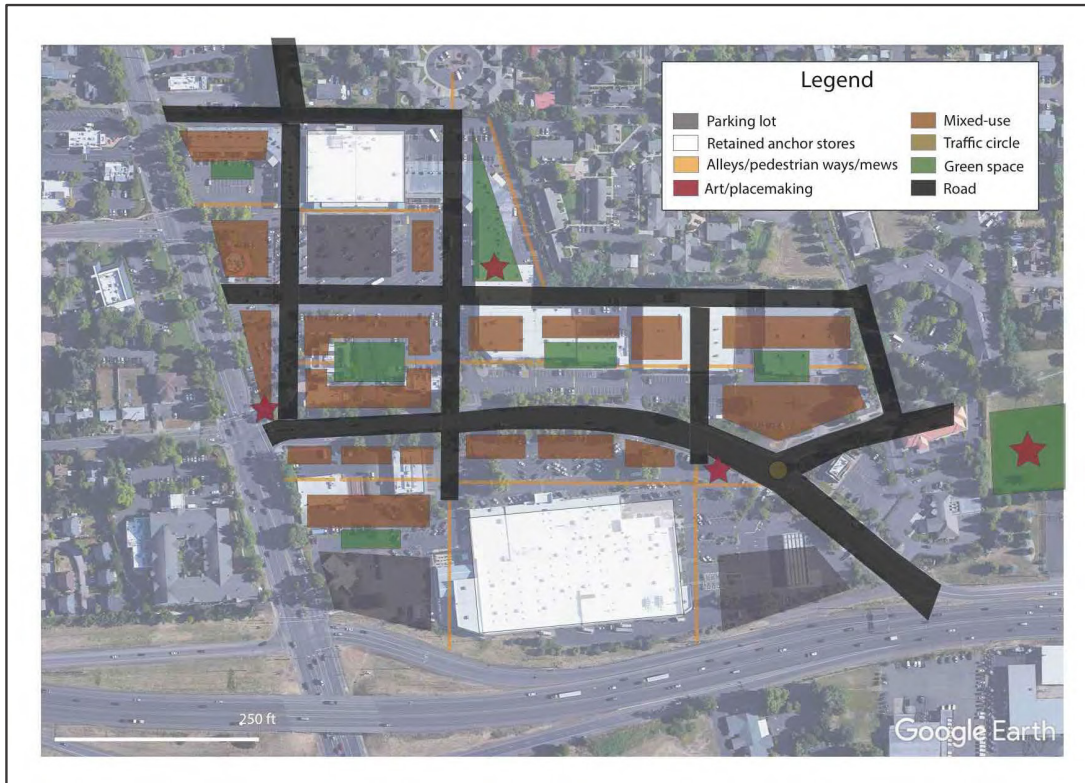 Legend
Parking lot
Retained anchor stores
Alleys/pedestrian ways/mews
Art/placemaking
Mixed-use
Traffic circle
Green space
Road
250 ft
Google Earth